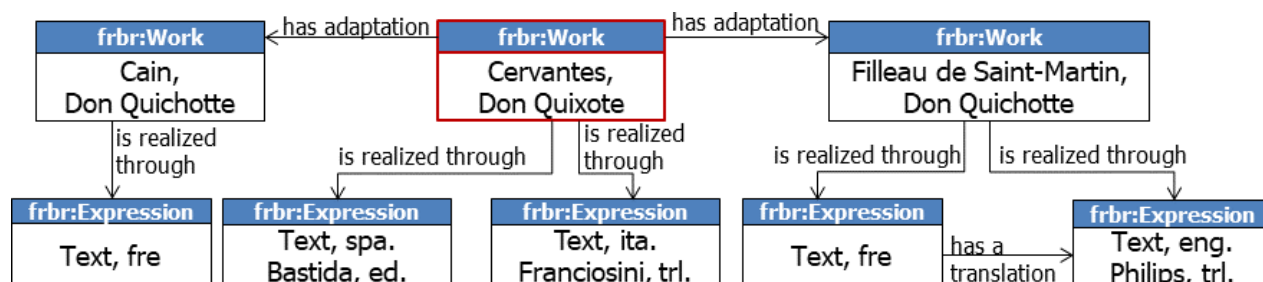 has adaptation
has adaptation
frbr:Work
Cain,
Don Quichotte
frbr:Work
Cervantes,
Don Quixote
frbr:Work
Filleau de Saint-Martin,
Don Quichotte
is realized
through
is realized through
is realized
through
is realized through
is realized through
frbr:Expression
Text, fre
frbr:Expression
Text, spa.
Bastida, ed.
frbr:Expression
Text, ita.
Franciosini, trl.
frbr:Expression
Text, fre
has a
translation
frbr:Expression
Text, eng.
Philips, trl.